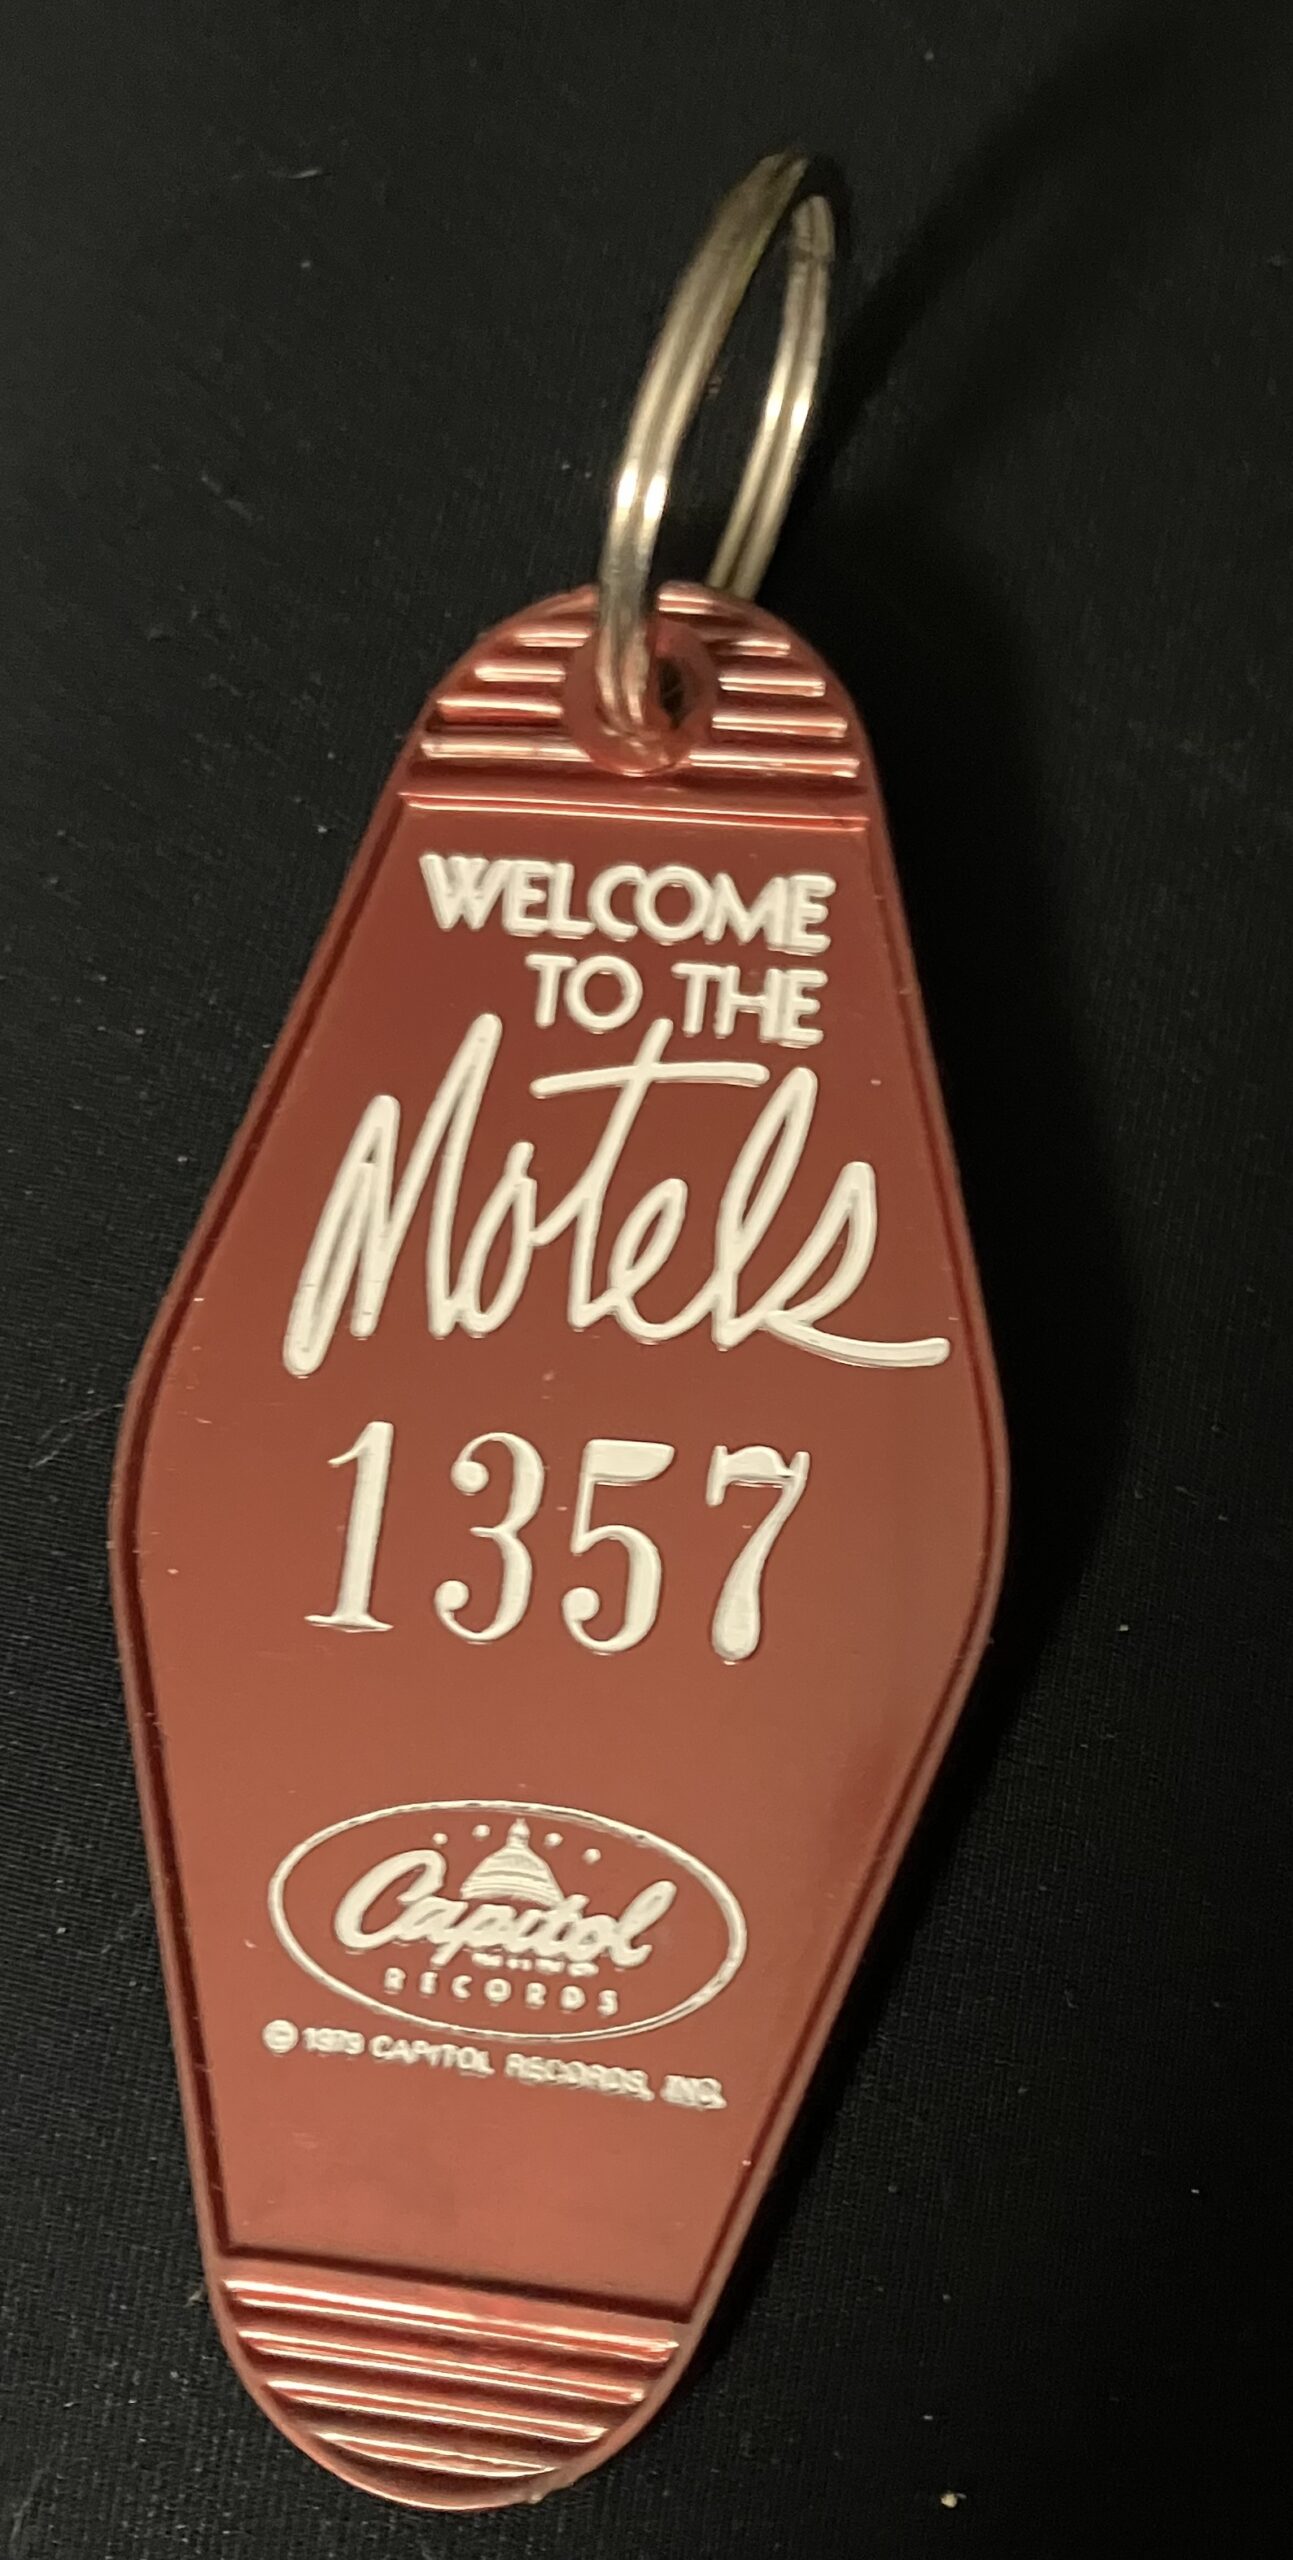 WELCOME
TO THE
Motels
1357
Capitol
RECORDS
© 1979 CAPITOL RECORDS, INC.